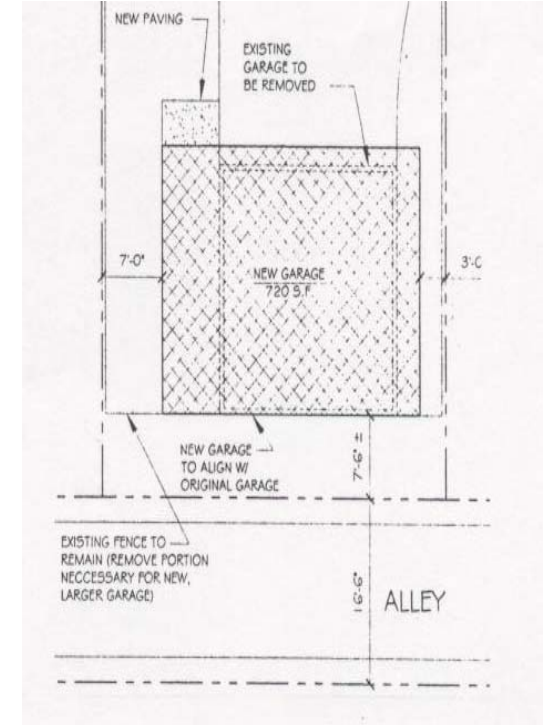 NEW PAVING
EXISTING
GARAGE TO
BE REMOVED
7'-0"
NEW GARAGE
720 S.F
3'-0
NEW GARAGE
TO ALIGN W/
ORIGINAL GARAGE
7'-6" ±
EXISTING FENCE TO
REMAIN (REMOVE PORTION
NECCESSARY FOR NEW,
LARGER GARAGE)
16'-6"
ALLEY